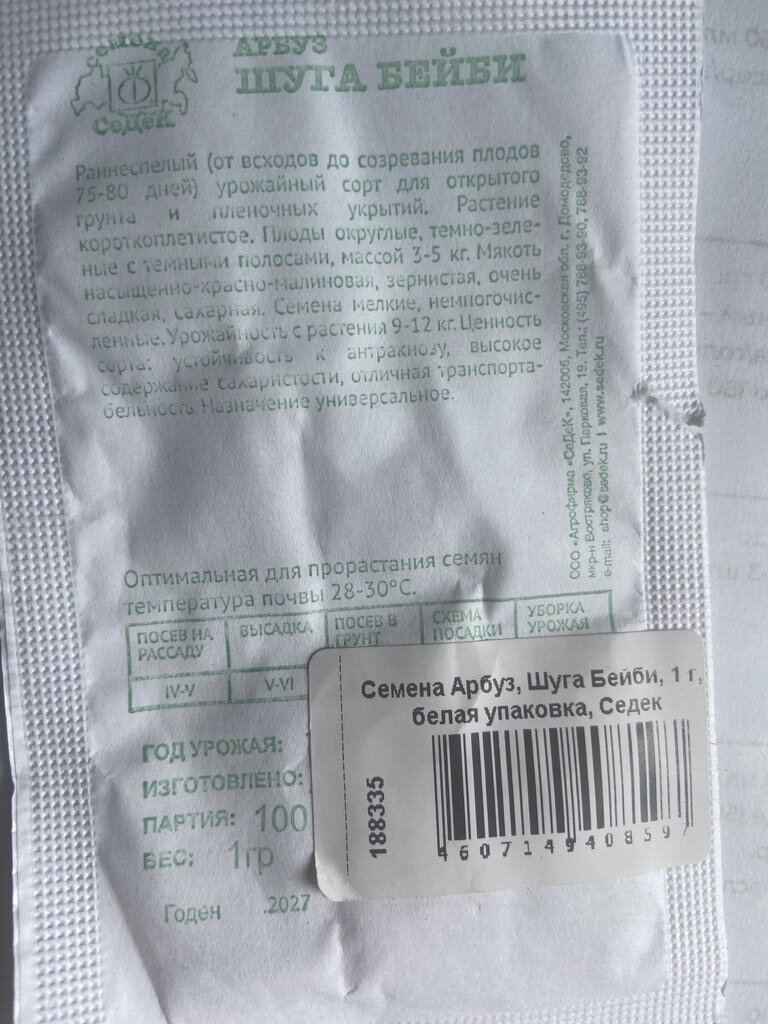 СЕМЕНА
СеДеК
АРБУЗ
ШУГА БЕЙБИ
Раннеспелый (от всходов до созревания плодов
75-80 дней) урожайный сорт для открытого
грунта и пленочных укрытий. Растение
короткоплетистое. Плоды округлые, темно-зеле-
ные с темными полосами, массой 3-5 кг. Мякоть
насыщенно-красно-малиновая, зернистая, очень
сладкая, сахарная. Семена мелкие, немногочис-
ленные. Урожайность с растения 9-12 кг. Ценность
сорта: устойчивость к антракнозу, высокое
содержание сахаристости, отличная транспорта-
бельность. Назначение универсальное.
ООО «Агрофирма «СеДеК», 142006, Московская обл. г. Домодедово,
мкр-н Востряково, ул. Парковая, 19. Тел.: (495) 788-93-90, 788-93-92
e-mail: shop@sedek.ru | www.sedek.ru
Оптимальная для прорастания семян
температура почвы 28-30°С.
ПОСЕВ НА РАССАДУ
ВЫСАДКА
ПОСЕВ В ГРУНТ
СХЕМА ПОСАДКИ
УБОРКА УРОЖАЯ
IV-V
V-VI
ГОД УРОЖАЯ:
ИЗГОТОВЛЕНО:
ПАРТИЯ: 100
ВЕС: 1гр
Годен .2027
Семена Арбуз, Шуга Бейби, 1 г,
белая упаковка, Седек
188335
4607149408597